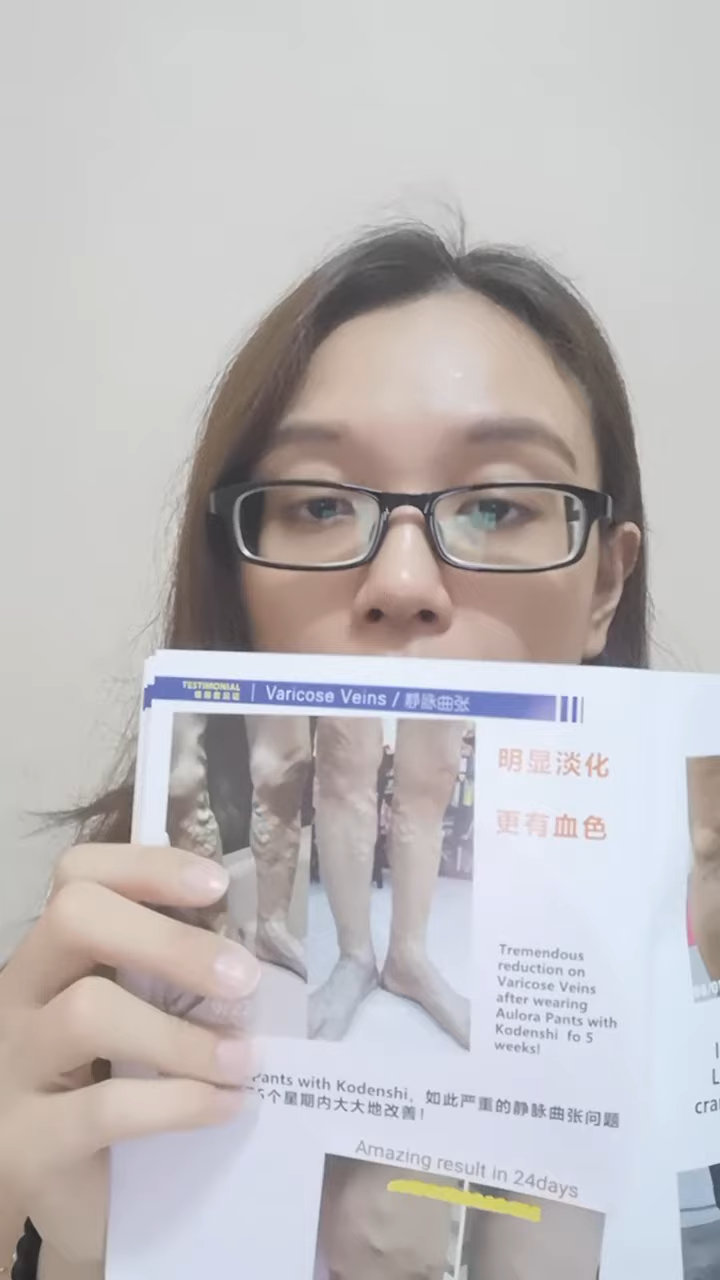 TESTIMONIAL
Varicose Veins / 静脉曲张
明显淡化
更有血色
Tremendous
reduction on
Varicose Veins
after wearing
Aulora Pants with
Kodenshi fo 5
weeks!
Pants with Kodenshi, 如此严重的静脉曲张问题
5个星期内大大地改善！
Amazing result in 24days